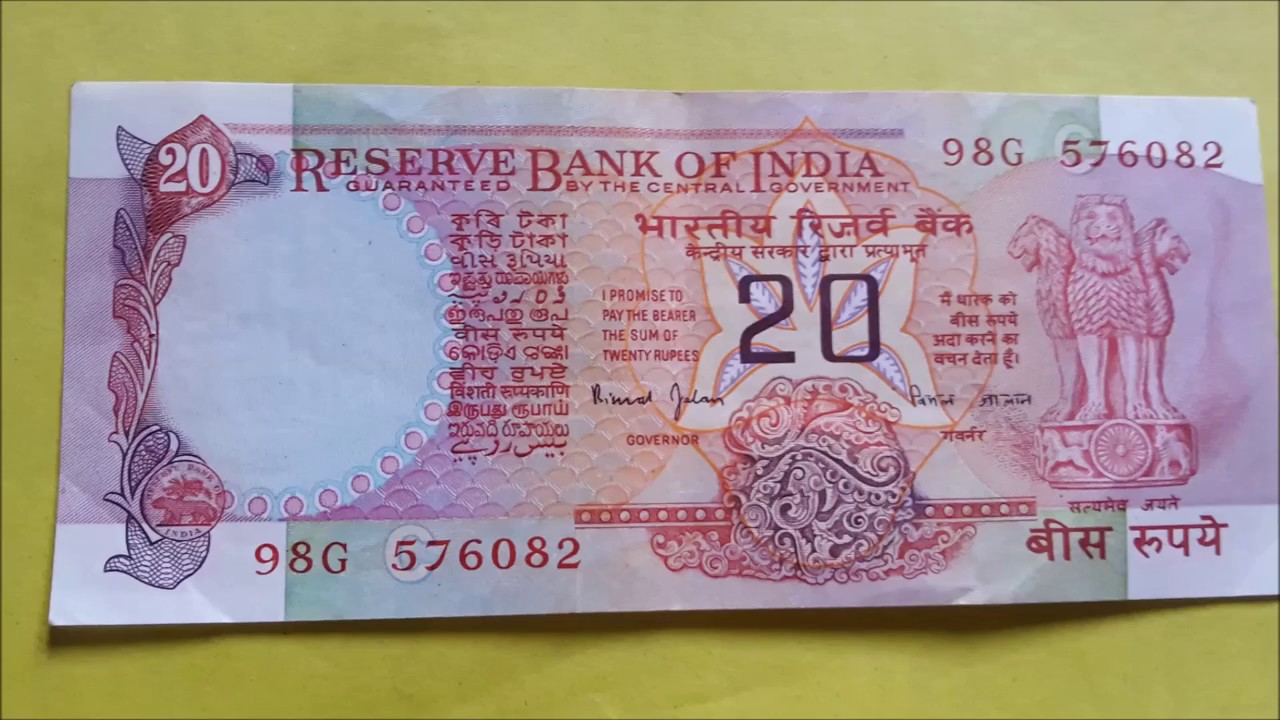 20
RESERVE BANK OF INDIA
GUARANTEED BY THE CENTRAL GOVERNMENT
98G 576082
भारतीय रिजर्व बैंक
केन्द्रीय सरकार द्वारा प्रत्याभूत
কুৰি টকা
কুড়ি টাকা
વીસ રૂપિયા
ಇಪ್ಪತ್ತು ರೂಪಾಯಿಗಳು
ഇരുപതു രൂപ
वीस रुपये
କୋଡ଼ିଏ ଟଙ୍କା
ਵੀਹ ਰੁਪਏ
विंशती रूप्यकाणि
இருபது ரூபாய்
ఇరువది రూపాయలు
بیس روپے
I PROMISE TO
PAY THE BEARER
THE SUM OF
TWENTY RUPEES
20
मैं धारक को
बीस रुपये
अदा करने का
वचन देता हूँ।
Bimal Jalan
GOVERNOR
बिमल जालान
गवर्नर
सत्यमेव जयते
बीस रुपये
INDIA
98G 576082